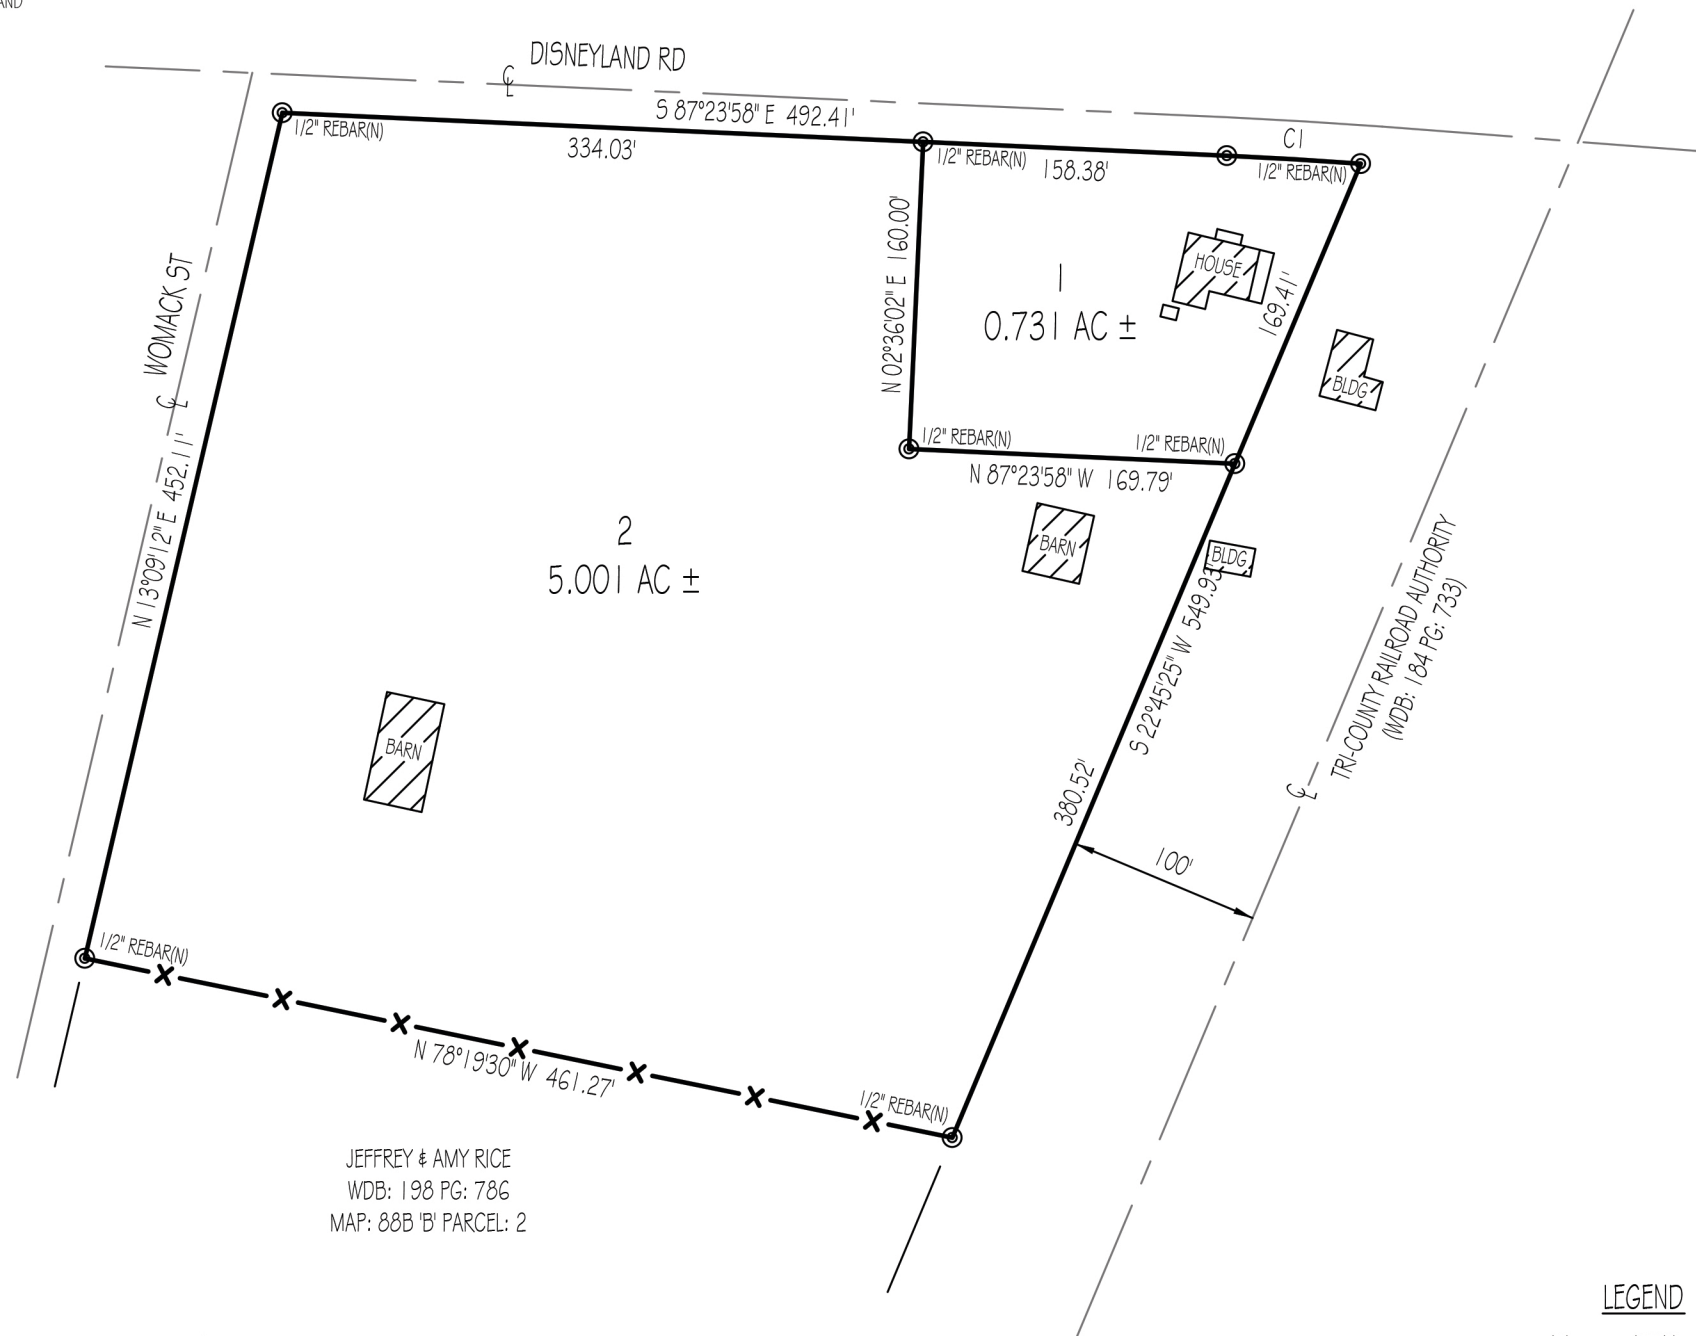 DISNEYLAND RD
C
L
S 87°23'58" E 492.41'
C1
1/2" REBAR(N)
334.03'
1/2" REBAR(N)
158.38'
1/2" REBAR(N)
N 02°36'02" E 160.00'
HOUSE
1
0.731 AC ±
169.41'
WOMACK ST
C
L
BLDG
1/2" REBAR(N)
1/2" REBAR(N)
N 87°23'58" W 169.79'
N 13°09'12" E 452.11'
2
5.001 AC ±
BARN
BLDG
S 22°45'25" W 549.93'
TRI-COUNTY RAILROAD AUTHORITY
(WDB: 184 PG: 733)
BARN
380.52'
C
L
100'
1/2" REBAR(N)
N 78°19'30" W 461.27'
1/2" REBAR(N)
JEFFREY & AMY RICE
WDB: 198 PG: 786
MAP: 88B 'B' PARCEL: 2
LEGEND